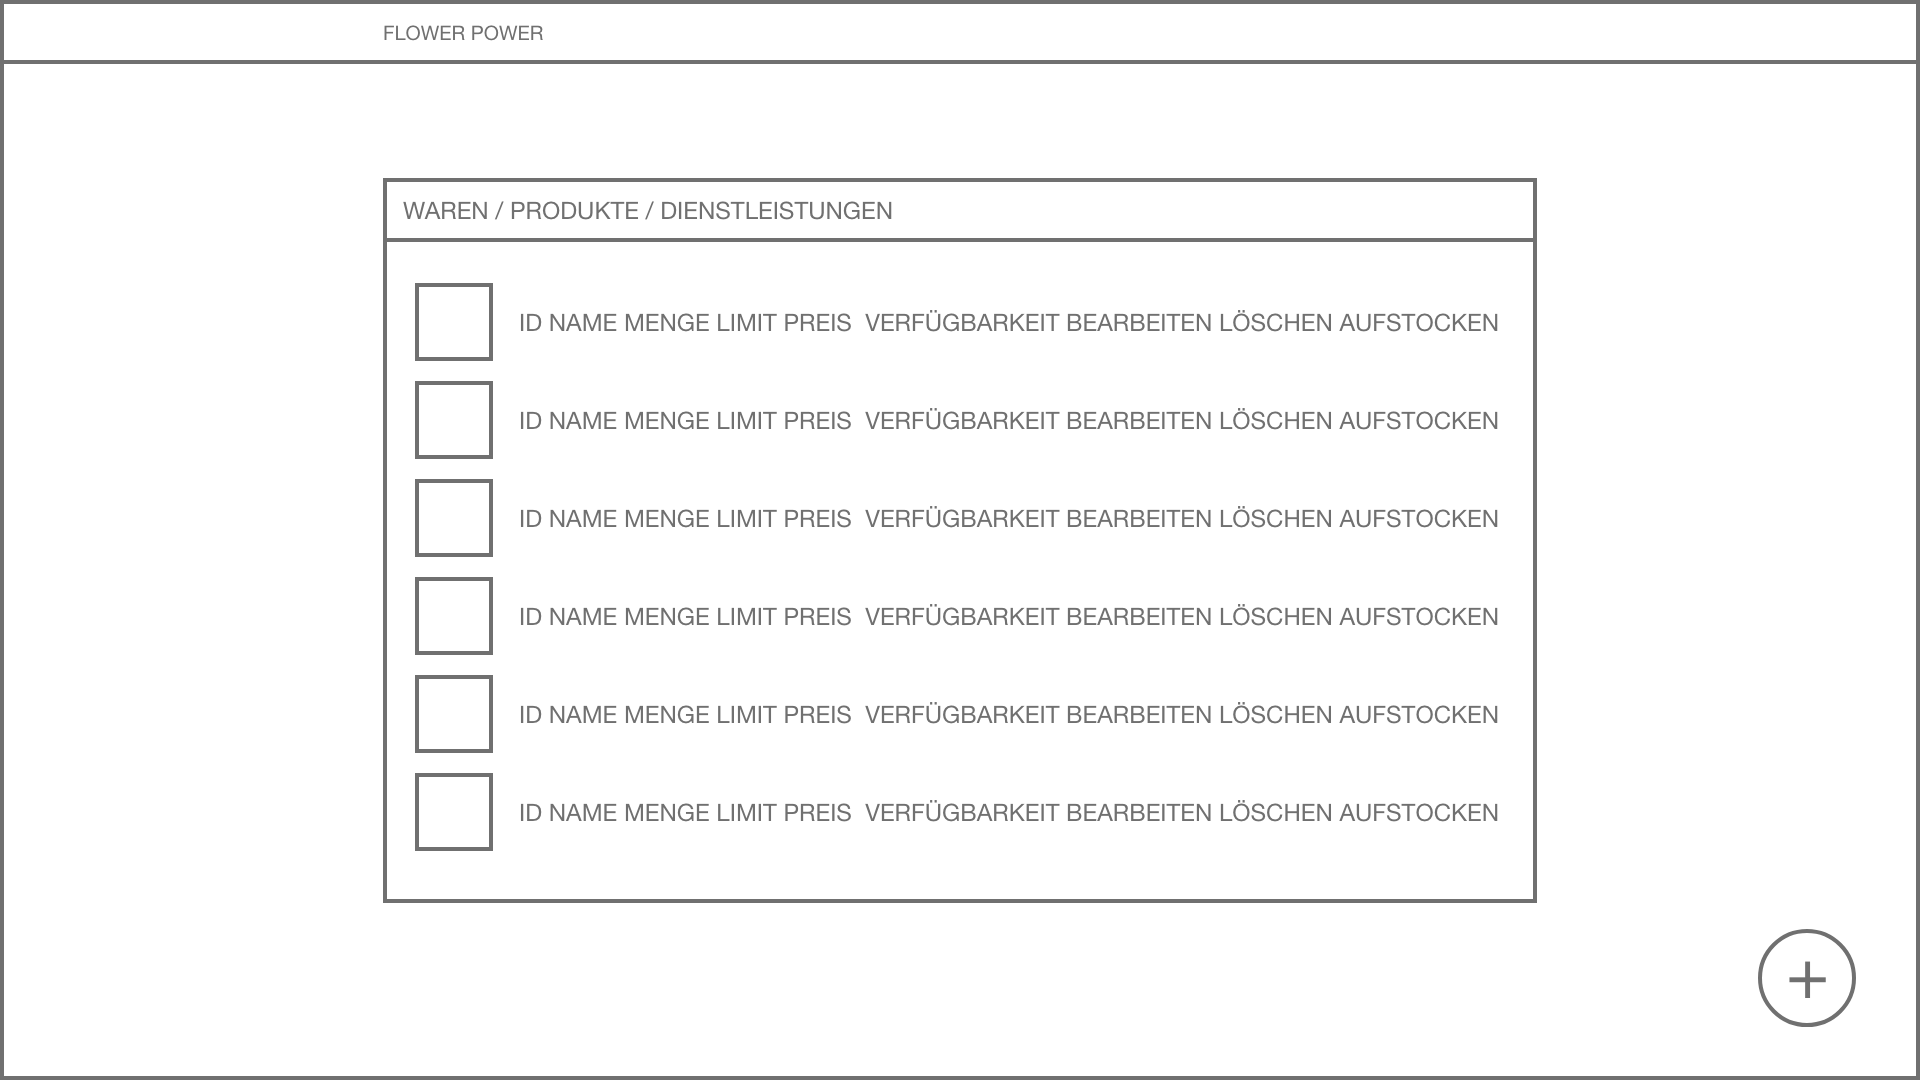 FLOWER POWER
WAREN / PRODUKTE / DIENSTLEISTUNGEN
ID NAME MENGE LIMIT PREIS  VERFÜGBARKEIT BEARBEITEN LÖSCHEN AUFSTOCKEN
ID NAME MENGE LIMIT PREIS  VERFÜGBARKEIT BEARBEITEN LÖSCHEN AUFSTOCKEN
ID NAME MENGE LIMIT PREIS  VERFÜGBARKEIT BEARBEITEN LÖSCHEN AUFSTOCKEN
ID NAME MENGE LIMIT PREIS  VERFÜGBARKEIT BEARBEITEN LÖSCHEN AUFSTOCKEN
ID NAME MENGE LIMIT PREIS  VERFÜGBARKEIT BEARBEITEN LÖSCHEN AUFSTOCKEN
ID NAME MENGE LIMIT PREIS  VERFÜGBARKEIT BEARBEITEN LÖSCHEN AUFSTOCKEN
+